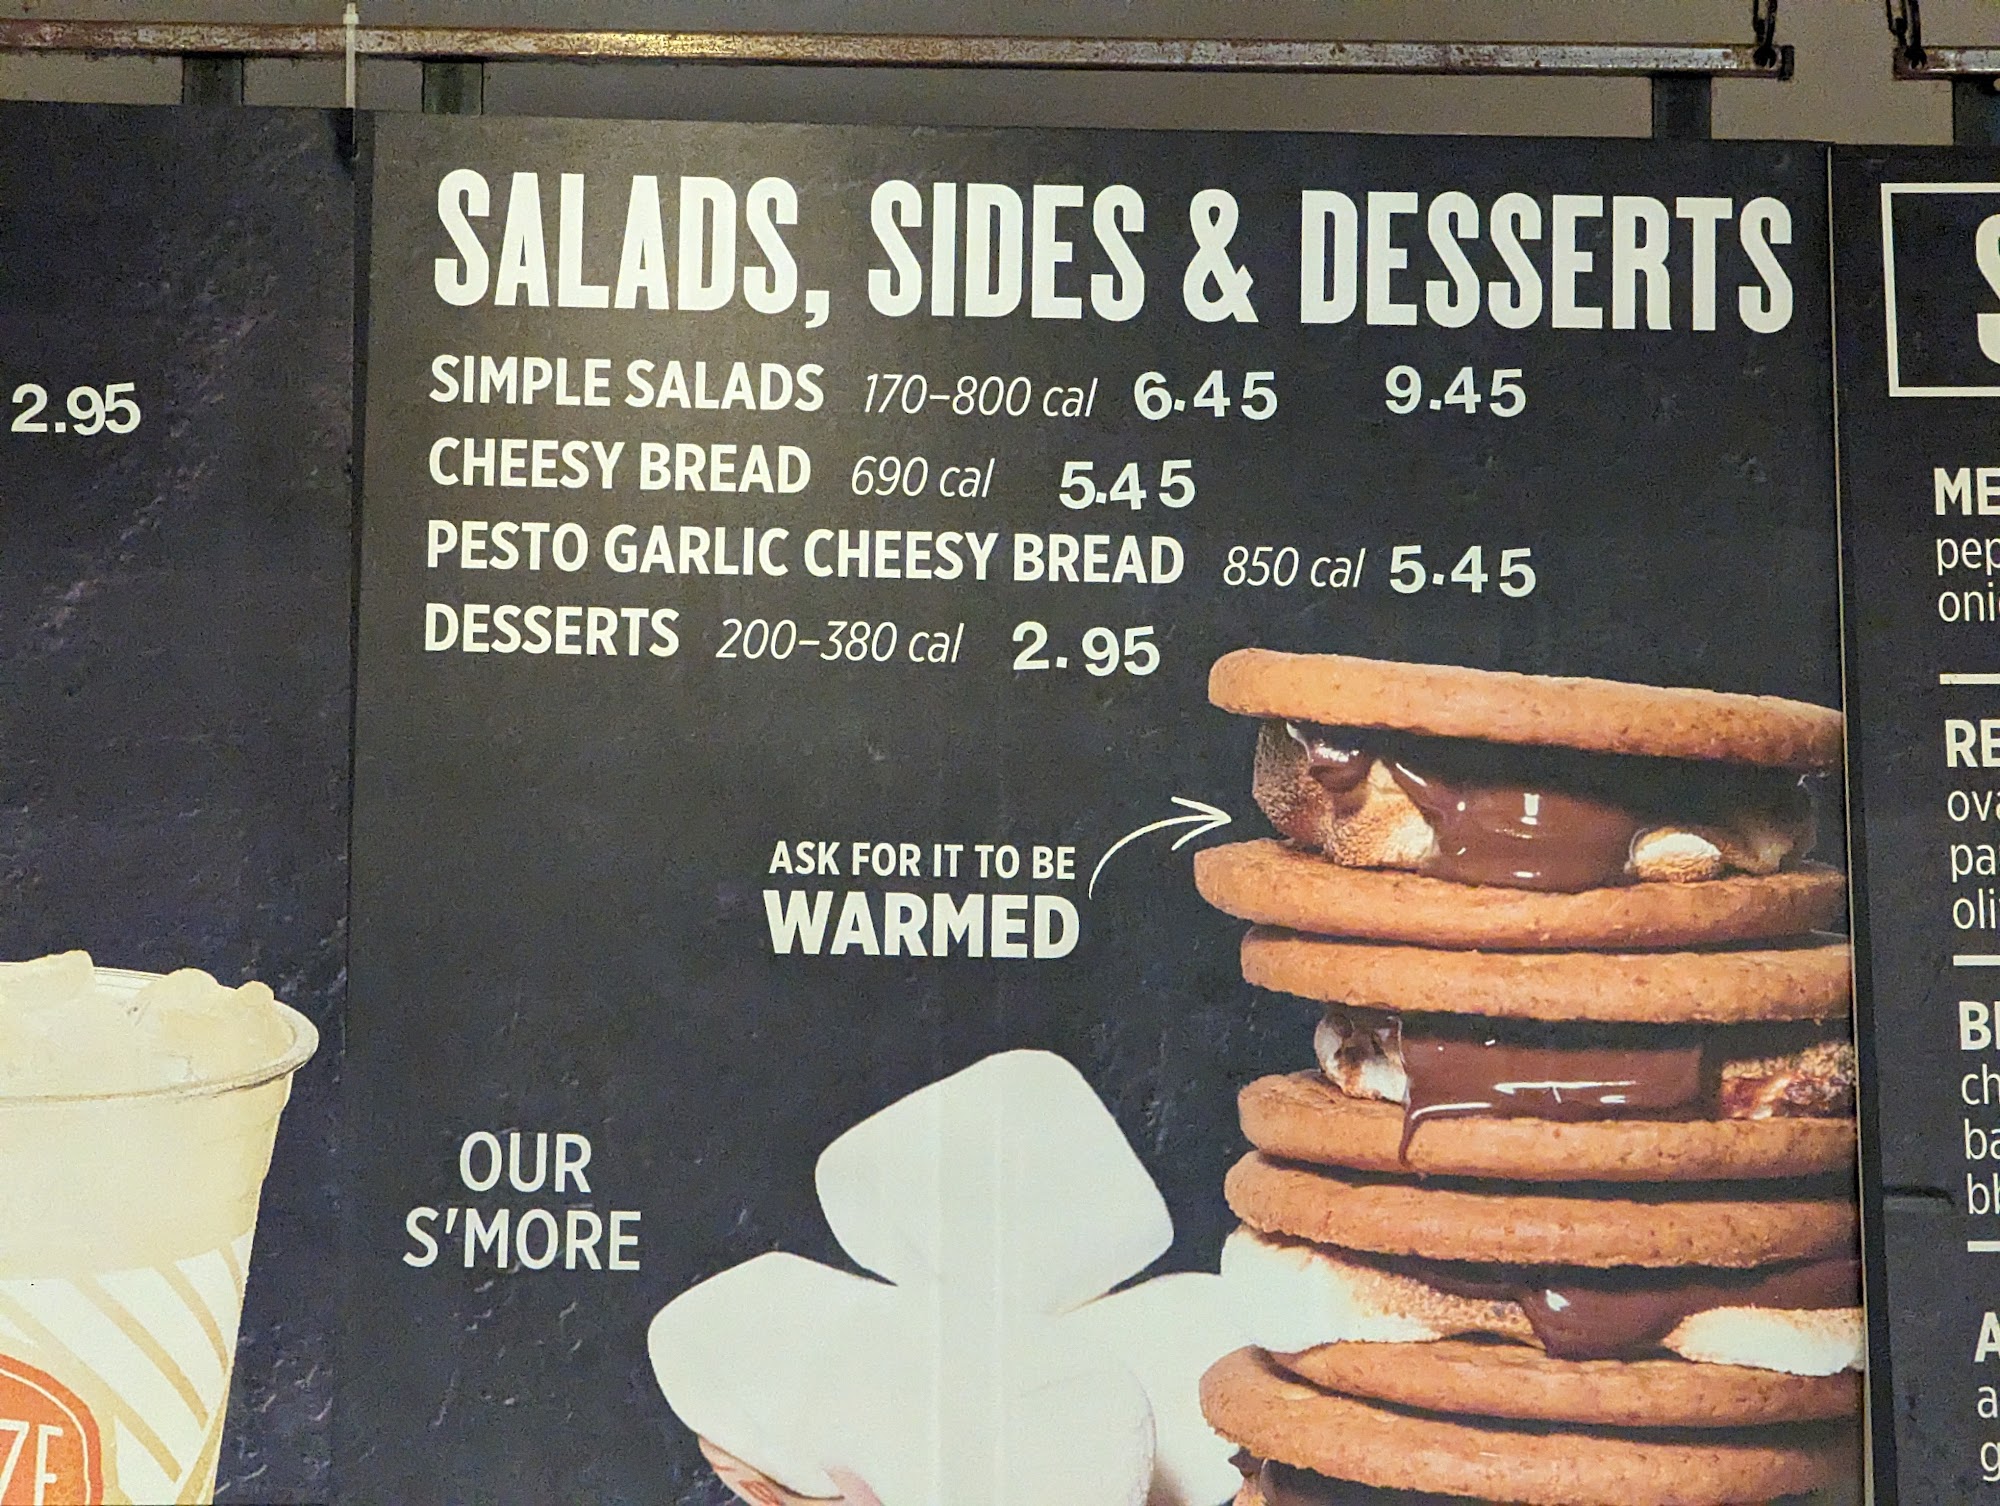 2.95
SALADS, SIDES & DESSERTS
SIMPLE SALADS 170–800 cal 6.45 9.45
CHEESY BREAD 690 cal 5.45
PESTO GARLIC CHEESY BREAD 850 cal 5.45
DESSERTS 200–380 cal 2.95
ASK FOR IT TO BE
WARMED
OUR
S'MORE